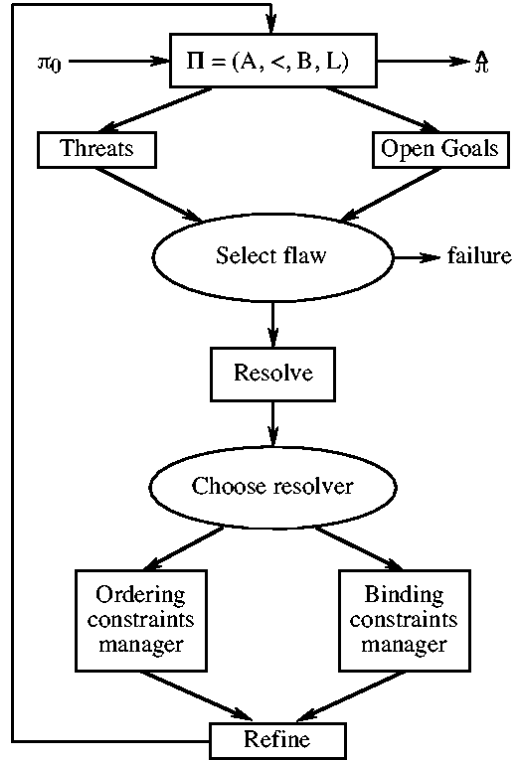 π0
Π = (A, <, B, L)
π̂
Threats
Open Goals
Select flaw
failure
Resolve
Choose resolver
Ordering
constraints
manager
Binding
constraints
manager
Refine